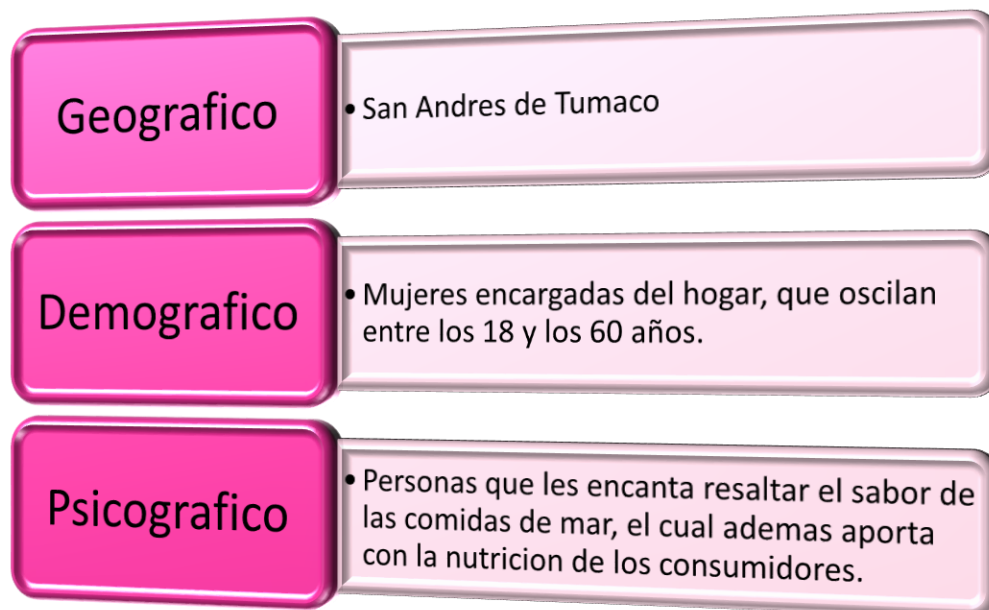 Geografico
• San Andres de Tumaco
Demografico
• Mujeres encargadas del hogar, que oscilan
entre los 18 y los 60 años.
Psicografico
• Personas que les encanta resaltar el sabor de
las comidas de mar, el cual ademas aporta
con la nutricion de los consumidores.